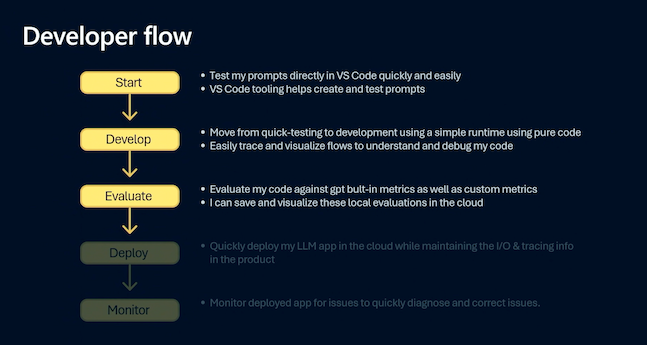 Developer flow
Start
• Test my prompts directly in VS Code quickly and easily
• VS Code tooling helps create and test prompts
Develop
• Move from quick-testing to development using a simple runtime using pure code
• Easily trace and visualize flows to understand and debug my code
Evaluate
• Evaluate my code against gpt bult-in metrics as well as custom metrics
• I can save and visualize these local evaluations in the cloud
Deploy
• Quickly deploy my LLM app in the cloud while maintaining the I/O & tracing info
in the product
Monitor
• Monitor deployed app for issues to quickly diagnose and correct issues.